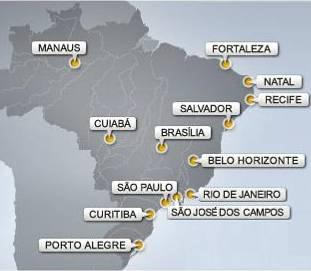 MANAUS
FORTALEZA
NATAL
RECIFE
SALVADOR
CUIABÁ
BRASÍLIA
BELO HORIZONTE
SÃO PAULO
RIO DE JANEIRO
CURITIBA
SÃO JOSÉ DOS CAMPOS
PORTO ALEGRE